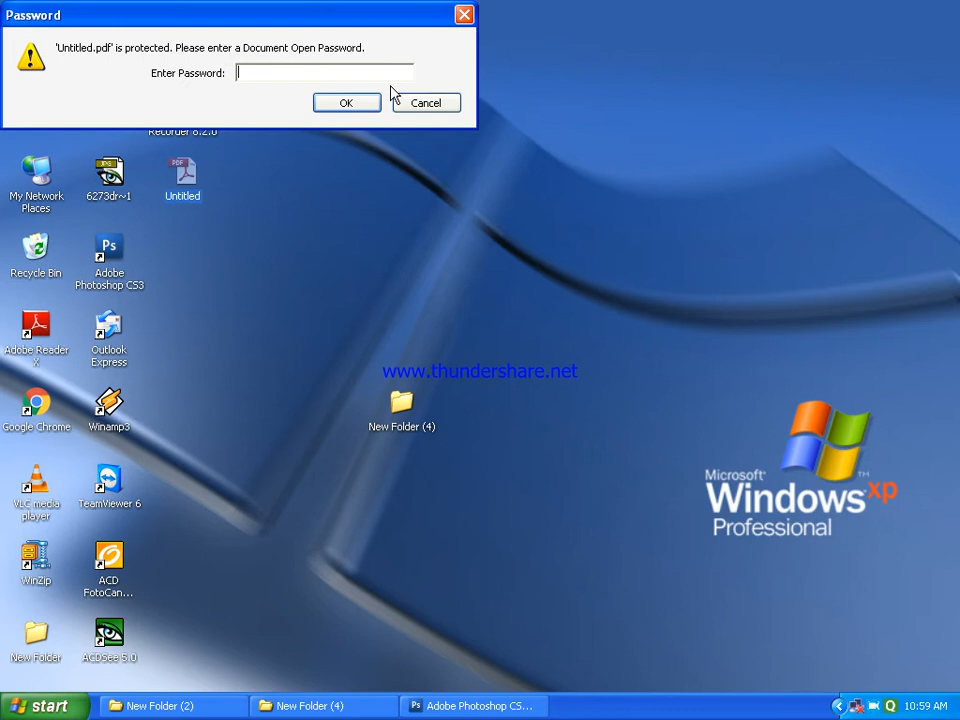 Password
'Untitled.pdf' is protected. Please enter a Document Open Password.
Enter Password:
OK
Cancel
Recorder 8.2.0
My Network
Places
6273dr~1
Untitled
Recycle Bin
Adobe
Photoshop CS3
Adobe Reader
X
Outlook
Express
Google Chrome
Winamp3
VLC media
player
TeamViewer 6
WinZip
ACD
FotoCan...
New Folder
ACDSee 5.0
www.thundershare.net
New Folder (4)
Microsoft
Windows xp
TM
Professional
start
New Folder (2)
New Folder (4)
Adobe Photoshop CS...
10:59 AM